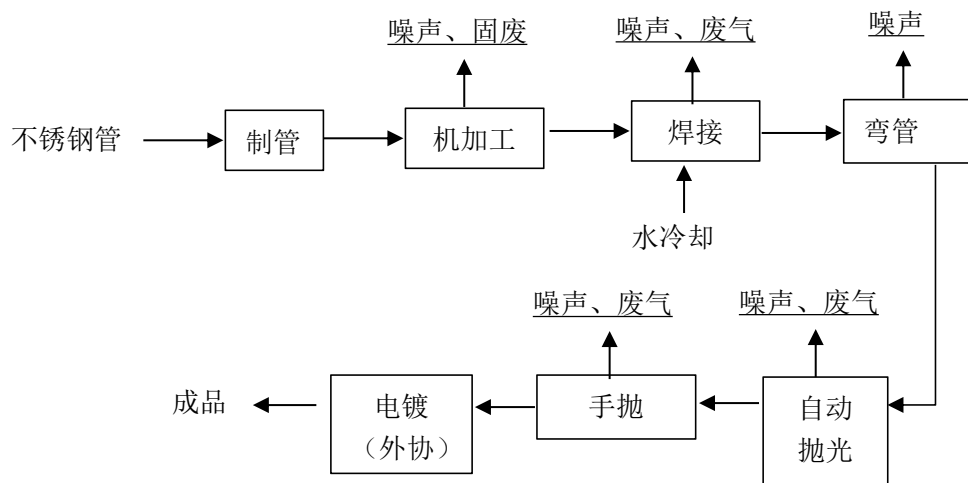 噪声、固废
噪声、废气
噪声
不锈钢管
制管
机加工
焊接
弯管
水冷却
噪声、废气
噪声、废气
成品
电镀
（外协）
手抛
自动
抛光